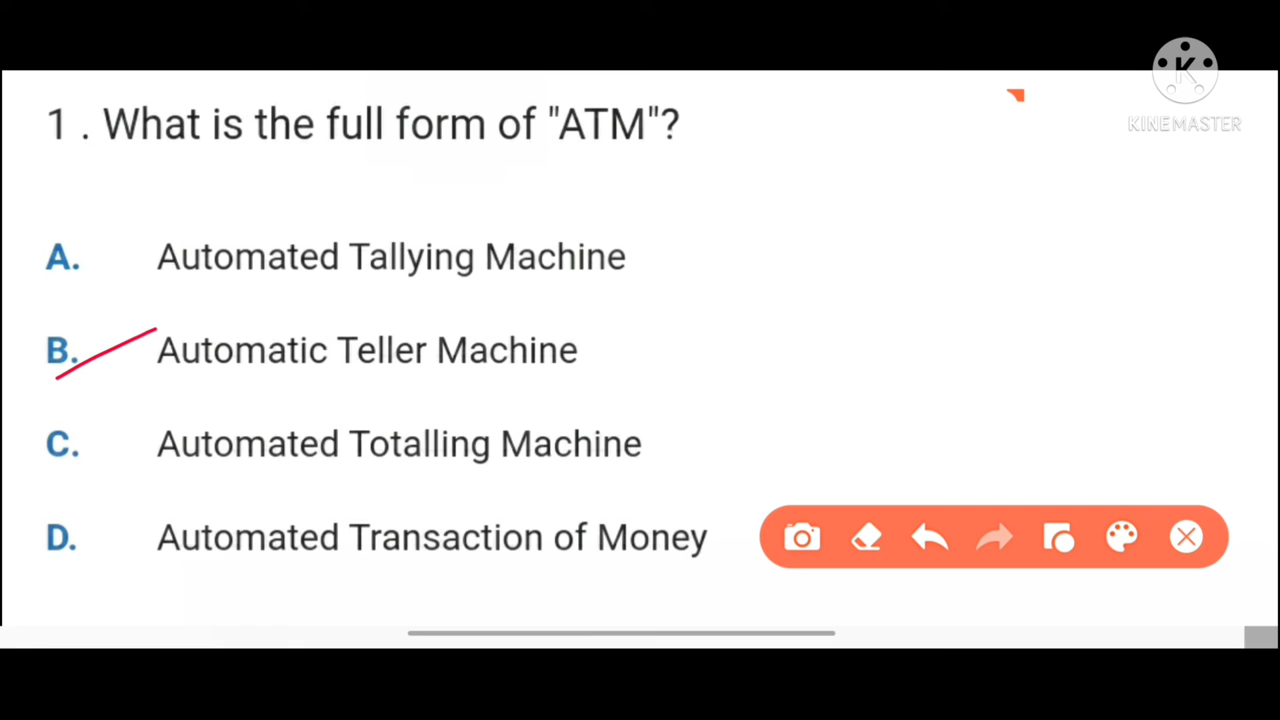 1 . What is the full form of "ATM"?
A. Automated Tallying Machine
B. Automatic Teller Machine
C. Automated Totalling Machine
D. Automated Transaction of Money
K
KINEMASTER